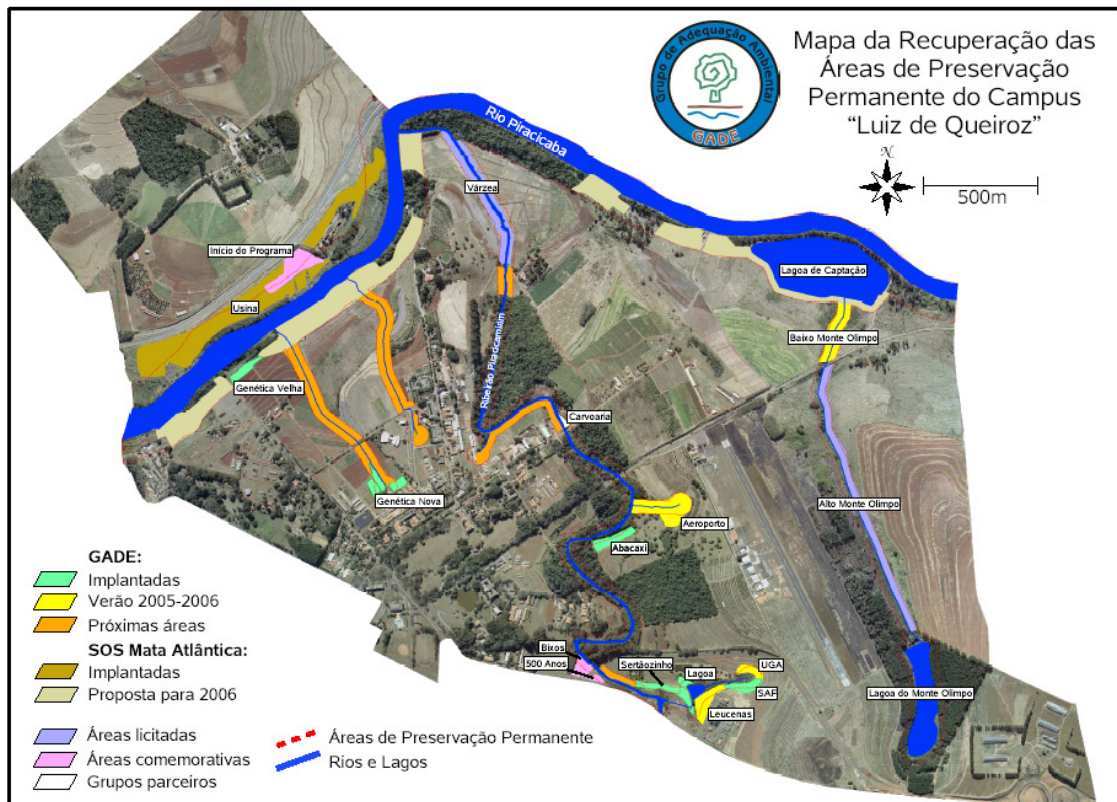 Mapa da Recuperação das
Áreas de Preservação
Permanente do Campus
“Luiz de Queiroz”
Grupo de Adequação Ambiental
GADE
N
500m
Rio Piracicaba
Várzea
Início do Programa
Usina
Lagoa de Captação
Baixo Monte Olimpo
Genética Velha
Ribeirão Piracicamirim
Carvoaria
Genética Nova
Alto Monte Olimpo
Aeroporto
Abacaxi
Bixos
500 Anos
Sertãozinho
Lagoa
UGA
SAF
Leucenas
Lagoa do Monte Olimpo
GADE:
Implantadas
Verão 2005-2006
Próximas áreas
SOS Mata Atlântica:
Implantadas
Proposta para 2006
Áreas licitadas
Áreas comemorativas
Grupos parceiros
Áreas de Preservação Permanente
Rios e Lagos